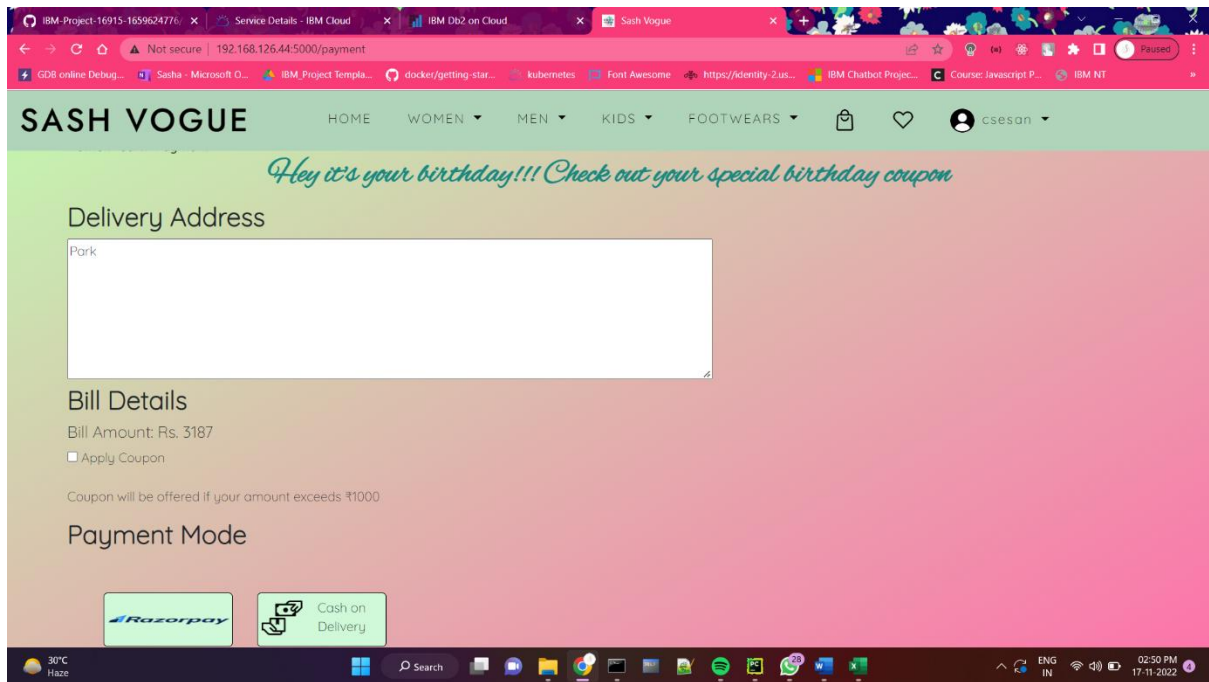 IBM-Project-16915-1659624776/
Service Details - IBM Cloud
IBM Db2 on Cloud
Sash Vogue
Not secure | 192.168.126.44:5000/payment
Paused
GDB online Debug...
Sasha - Microsoft O...
IBM_Project Templa...
docker/getting-star...
kubernetes
Font Awesome
https://identity-2.us...
IBM Chatbot Projec...
Course: Javascript P...
IBM NT
SASH VOGUE
HOME
WOMEN
MEN
KIDS
FOOTWEARS
csesan
Hey it's your birthday!!! Check out your special birthday coupon
Delivery Address
Park
Bill Details
Bill Amount: Rs. 3187
Apply Coupon
Coupon will be offered if your amount exceeds ₹1000
Payment Mode
Razorpay
Cash on
Delivery
30°C
Haze
Search
28
ENG
IN
02:50 PM
17-11-2022
4